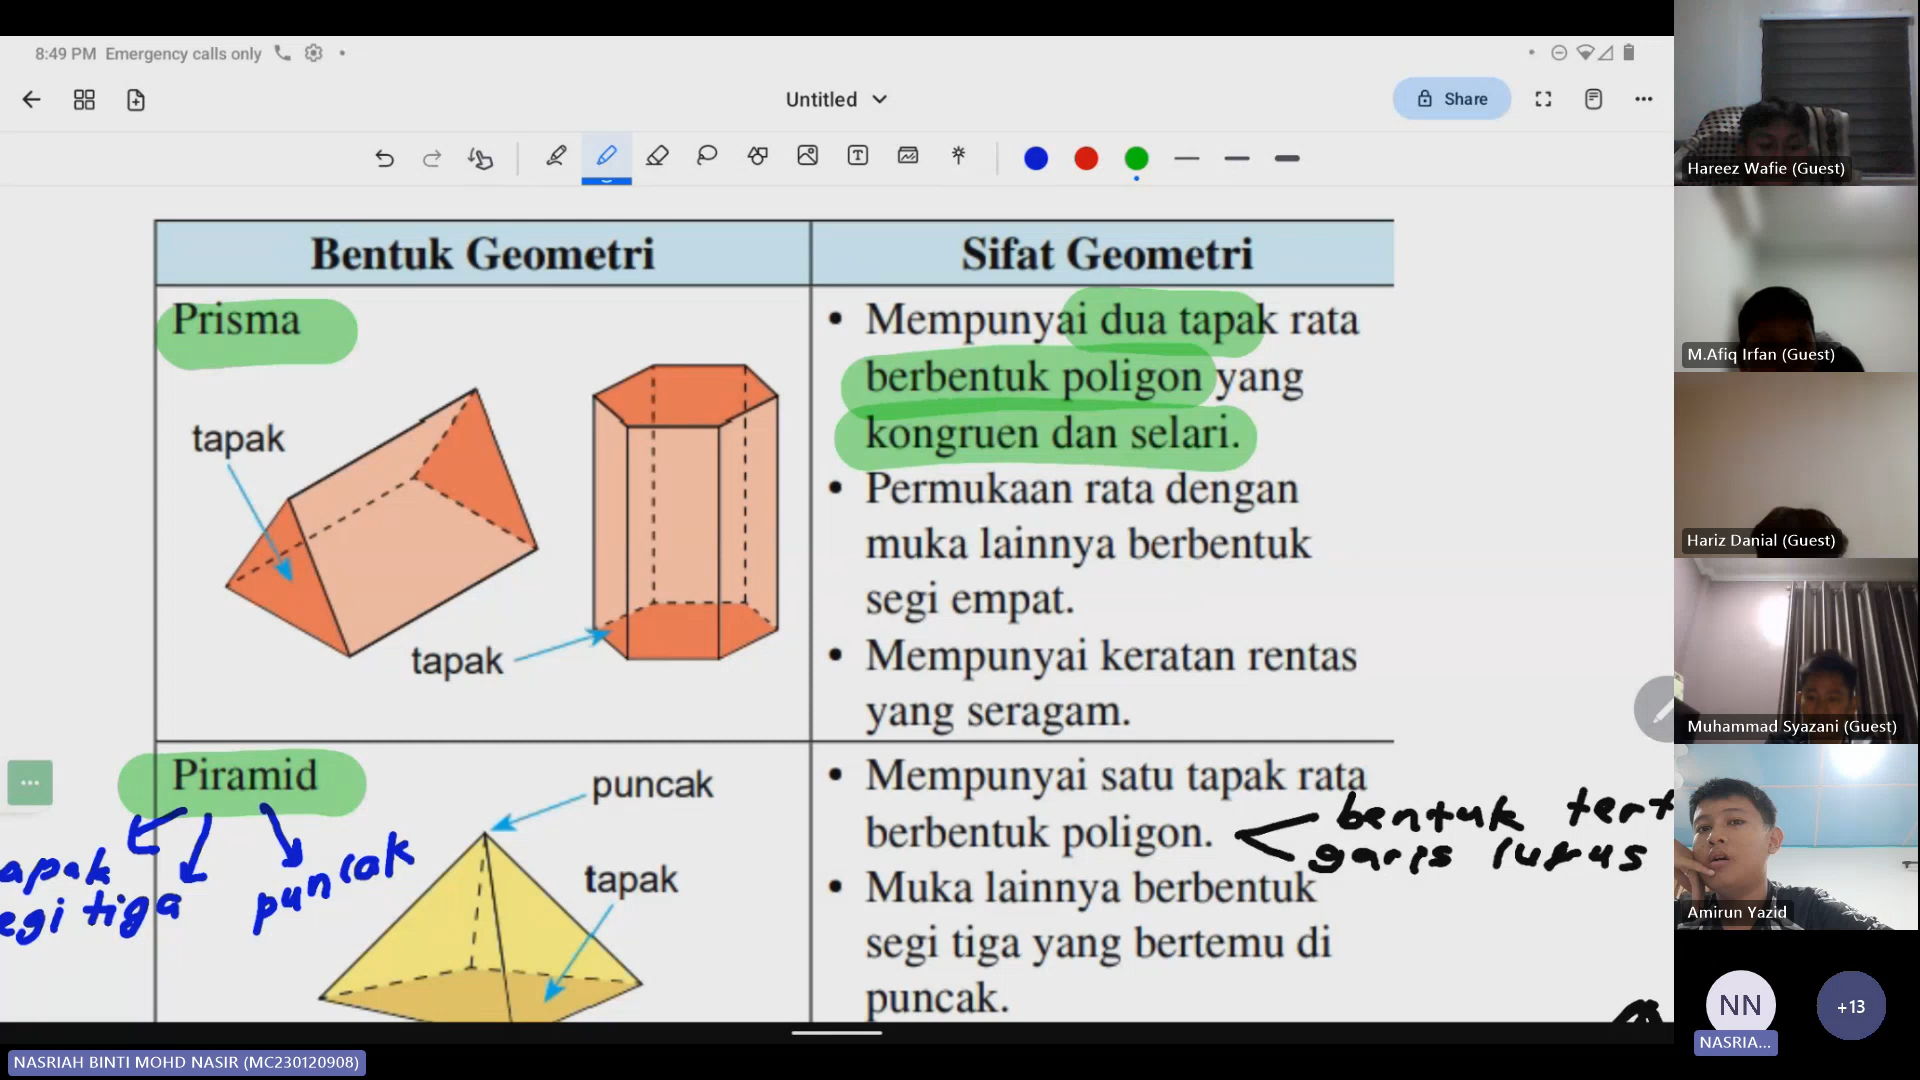 8:49 PM Emergency calls only
Untitled
Share
Bentuk Geometri
Sifat Geometri
Prisma
tapak
tapak
• Mempunyai dua tapak rata
berbentuk poligon yang
kongruen dan selari.
• Permukaan rata dengan
muka lainnya berbentuk
segi empat.
• Mempunyai keratan rentas
yang seragam.
Piramid
puncak
tapak
apak
egi tiga
puncak
• Mempunyai satu tapak rata
berbentuk poligon.
bentuk tert
garis lurus
• Muka lainnya berbentuk
segi tiga yang bertemu di
puncak.
Hareez Wafie (Guest)
M.Afiq Irfan (Guest)
Hariz Danial (Guest)
Muhammad Syazani (Guest)
Amirun Yazid
NN
NASRIA...
+13
NASRIAH BINTI MOHD NASIR (MC230120908)